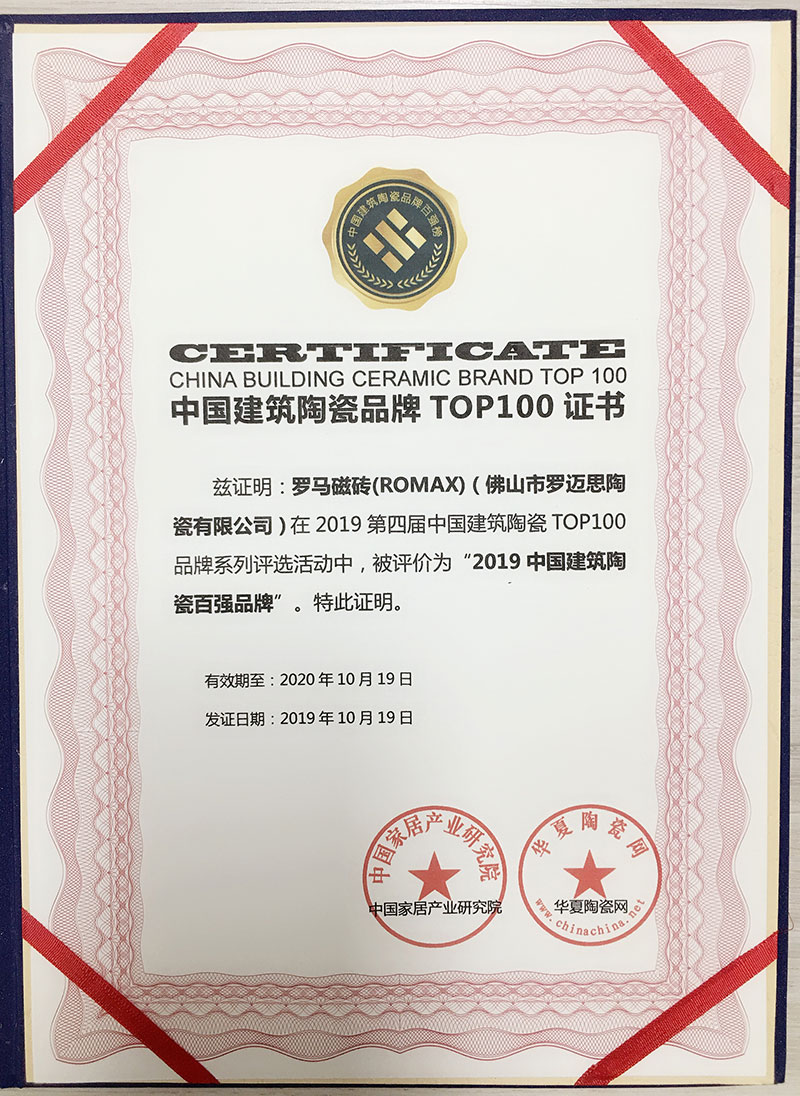 中国建筑陶瓷品牌百强榜
CERTIFICATE
CHINA BUILDING CERAMIC BRAND TOP 100
中国建筑陶瓷品牌 TOP100 证书
兹证明：罗马磁砖(ROMAX)（佛山市罗迈思陶
瓷有限公司）在 2019 第四届中国建筑陶瓷 TOP100
品牌系列评选活动中，被评价为“2019 中国建筑陶
瓷百强品牌”。特此证明。
有效期至：2020 年 10 月 19 日
发证日期：2019 年 10 月 19 日
中国家居产业研究院
中国家居产业研究院
华夏陶瓷网
华夏陶瓷网
www.chinachina.net